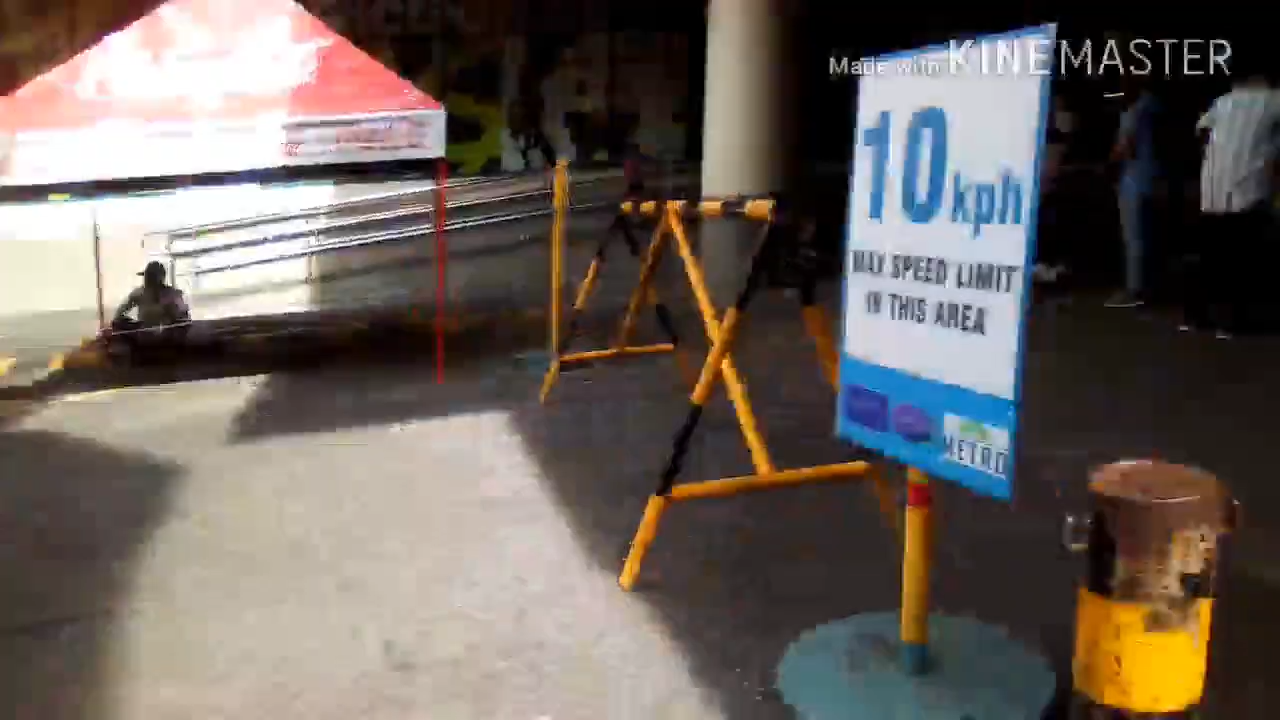 Made with KINEMASTER
10 kph
MAX SPEED LIMIT
IN THIS AREA
METRO